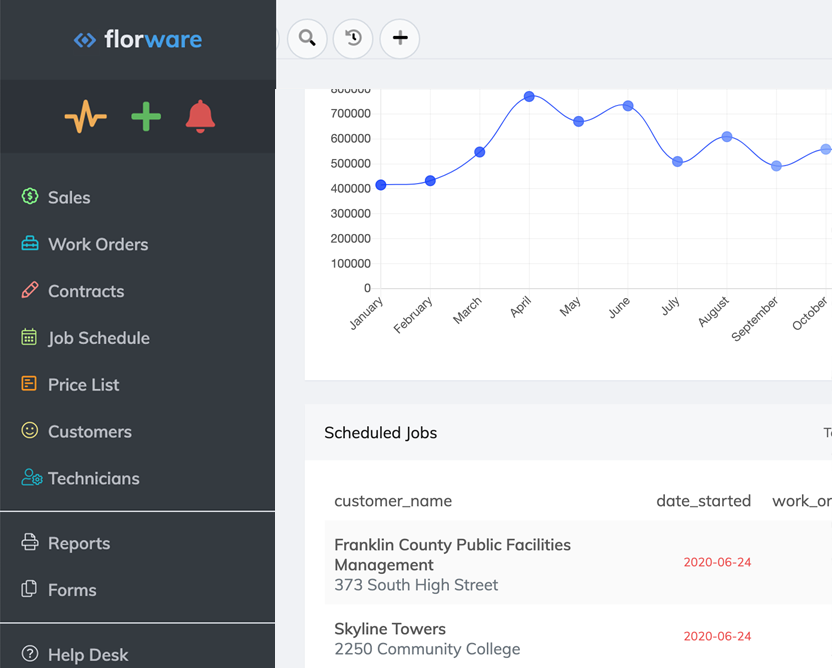 florware
Sales
Work Orders
Contracts
Job Schedule
Price List
Customers
Technicians
Reports
Forms
Help Desk
800000
700000
600000
500000
400000
300000
200000
100000
0
January
February
March
April
May
June
July
August
September
October
Scheduled Jobs
customer_name date_started work_or
Franklin County Public Facilities
Management
373 South High Street
2020-06-24
Skyline Towers
2250 Community College
2020-06-24